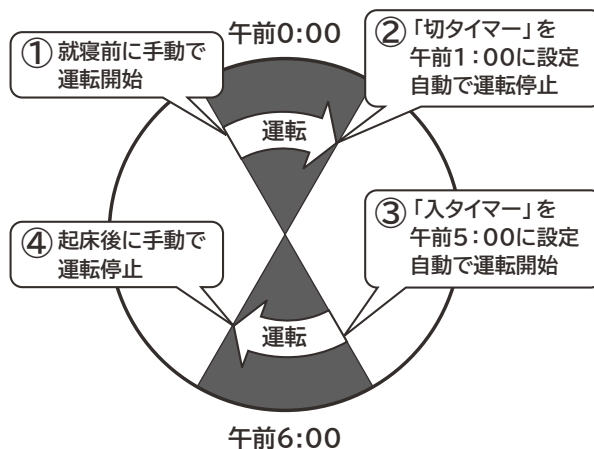 午前0:00
① 就寝前に手動で
運転開始
② 「切タイマー」を
午前1:00に設定
自動で運転停止
運転
③ 「入タイマー」を
午前5:00に設定
自動で運転開始
④ 起床後に手動で
運転停止
運転
午前6:00